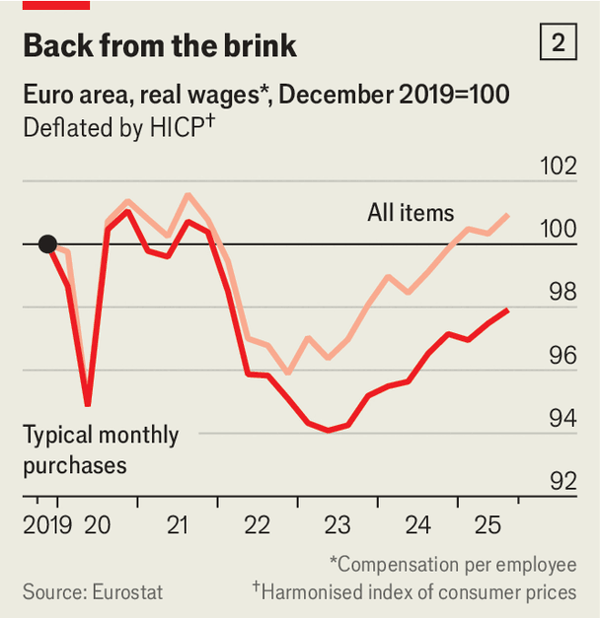 Back from the brink
2
Euro area, real wages*, December 2019=100
Deflated by HICP†
102
All items
100
98
96
94
Typical monthly
purchases
92
2019 20 21 22 23 24 25
*Compensation per employee
Source: Eurostat
†Harmonised index of consumer prices